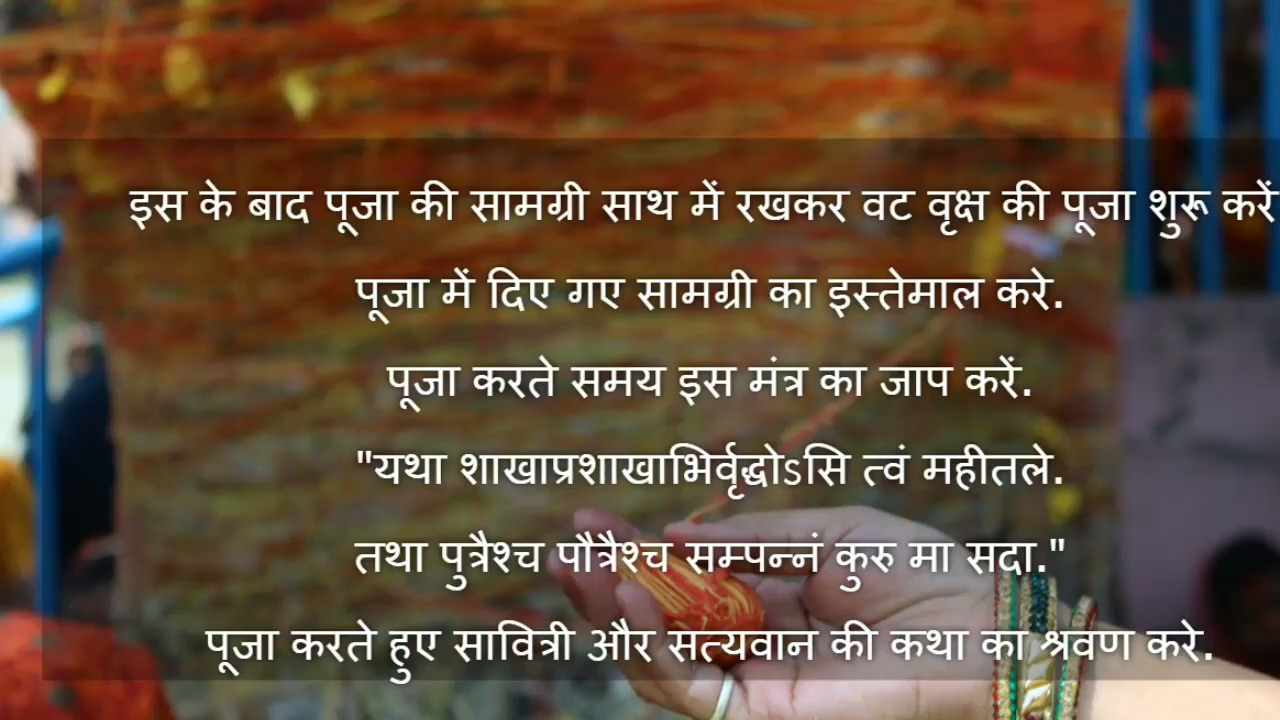 इस के बाद पूजा की सामग्री साथ में रखकर वट वृक्ष की पूजा शुरू करें
पूजा में दिए गए सामग्री का इस्तेमाल करे.
पूजा करते समय इस मंत्र का जाप करें.
"यथा शाखाप्रशाखाभिर्वृद्धोऽसि त्वं महीतले.
तथा पुत्रैश्च पौत्रैश्च सम्पन्नं कुरु मा सदा."
पूजा करते हुए सावित्री और सत्यवान की कथा का श्रवण करे.